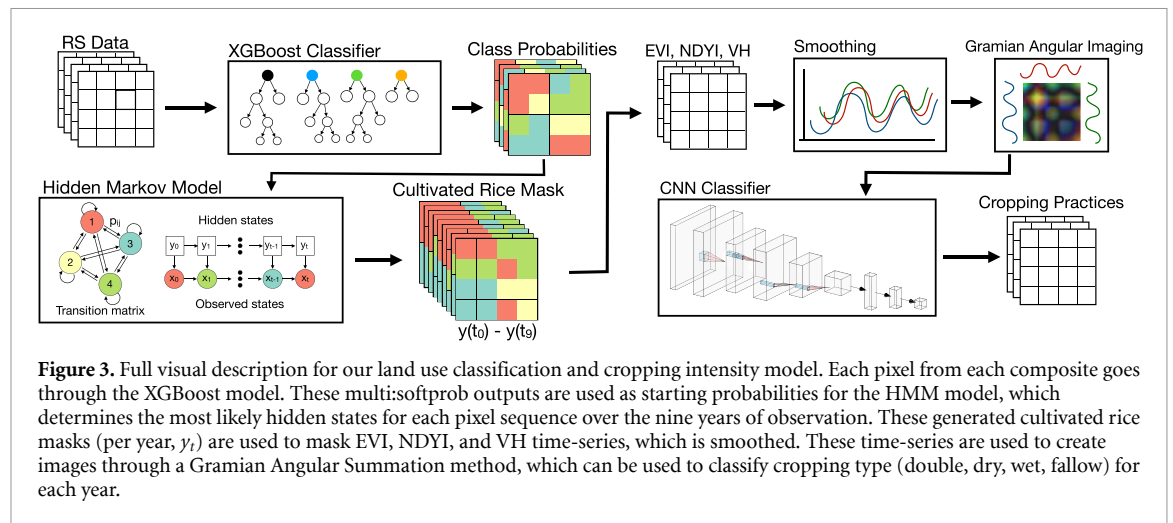 RS Data
XGBoost Classifier
Class Probabilities
EVI, NDYI, VH
Smoothing
Gramian Angular Imaging
Hidden Markov Model
1
2
3
4
pij
Transition matrix
Hidden states
y0 y1 yt-1 yt
x0 x1 xt-1 xt
Observed states
Cultivated Rice Mask
y(t0) - y(t9)
CNN Classifier
Cropping Practices
Figure 3. Full visual description for our land use classification and cropping intensity model. Each pixel from each composite goes
through the XGBoost model. These multi:softprob outputs are used as starting probabilities for the HMM model, which
determines the most likely hidden states for each pixel sequence over the nine years of observation. These generated cultivated rice
masks (per year, yt) are used to mask EVI, NDYI, and VH time-series, which is smoothed. These time-series are used to create
images through a Gramian Angular Summation method, which can be used to classify cropping type (double, dry, wet, fallow) for
each year.